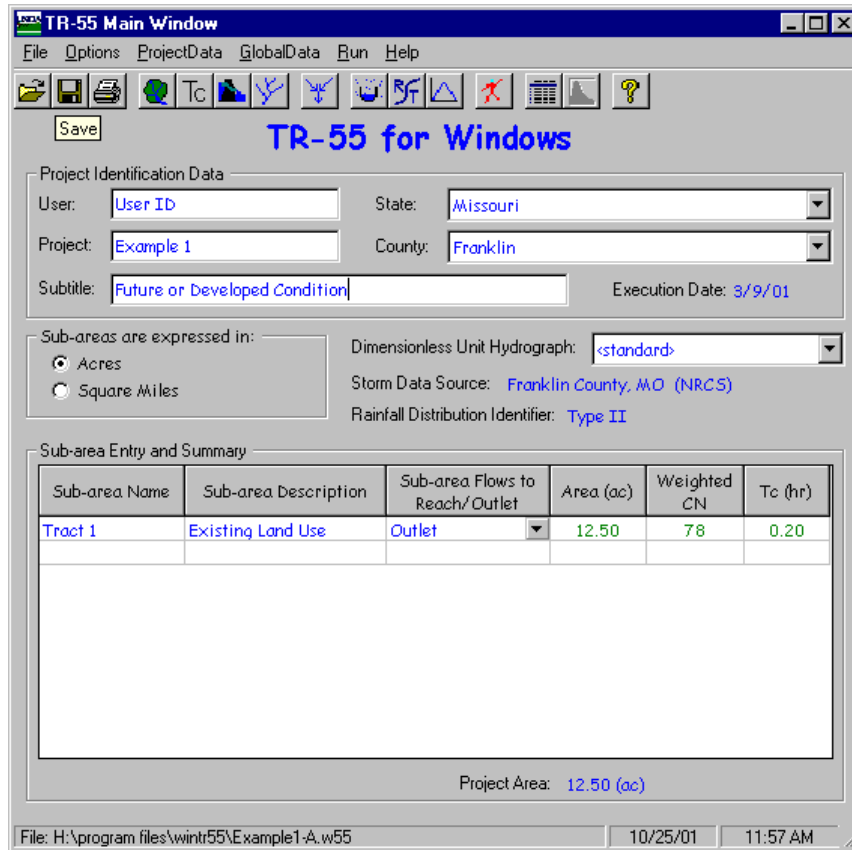 TR-55 Main Window
File Options ProjectData GlobalData Run Help
Tc
Save
TR-55 for Windows
Project Identification Data
User: User ID State: Missouri
Project: Example 1 County: Franklin
Subtitle: Future or Developed Condition Execution Date: 3/9/01
Sub-areas are expressed in:
Acres
Square Miles
Dimensionless Unit Hydrograph: <standard>
Storm Data Source: Franklin County, MO (NRCS)
Rainfall Distribution Identifier: Type II
Sub-area Entry and Summary
Sub-area Name Sub-area Description Sub-area Flows to Reach/Outlet Area (ac) Weighted CN Tc (hr)
Tract 1 Existing Land Use Outlet 12.50 78 0.20
Project Area: 12.50 (ac)
File: H:\program files\wintr55\Example1-A.w55 10/25/01 11:57 AM